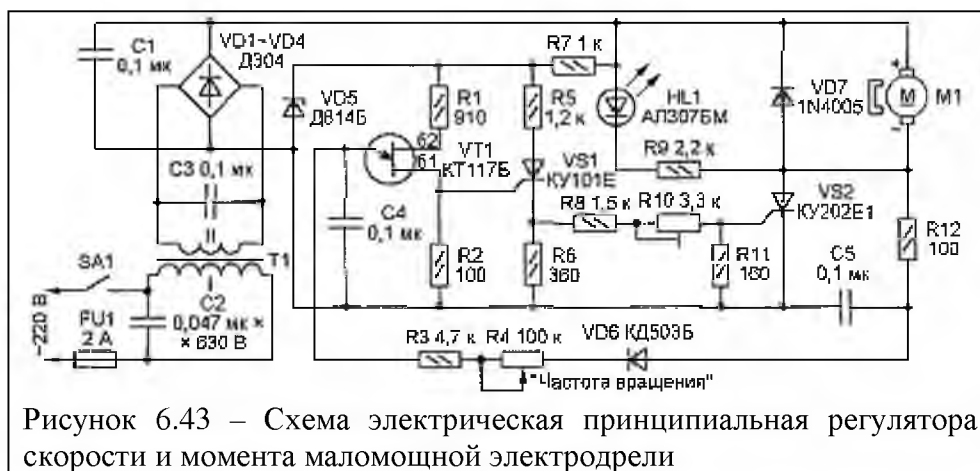 C1
0,1 мк
VD1-VD4
Д304
VD5
Д814Б
R1
910
R5
1,2 к
R7 1 к
HL1
АЛ307БМ
VD7
1N4005
M
M1
+
–
б2
б1
VT1
КТ117Б
VS1
КУ101Е
R9 2,2 к
VS2
КУ202Е1
C3 0,1 мк
II
C4
0,1 мк
R2
100
R6
360
R8 1,5 к
R10 3,3 к
R11
160
C5
0,1 мк
R12
100
SA1
T1
I
~220 В
FU1
2 А
C2
0,047 мк ×
× 630 В
R3 4,7 к
R4 100 к
VD6 КД503Б
"Частота вращения"
Рисунок 6.43 – Схема электрическая принципиальная регулятора
скорости и момента маломощной электродрели